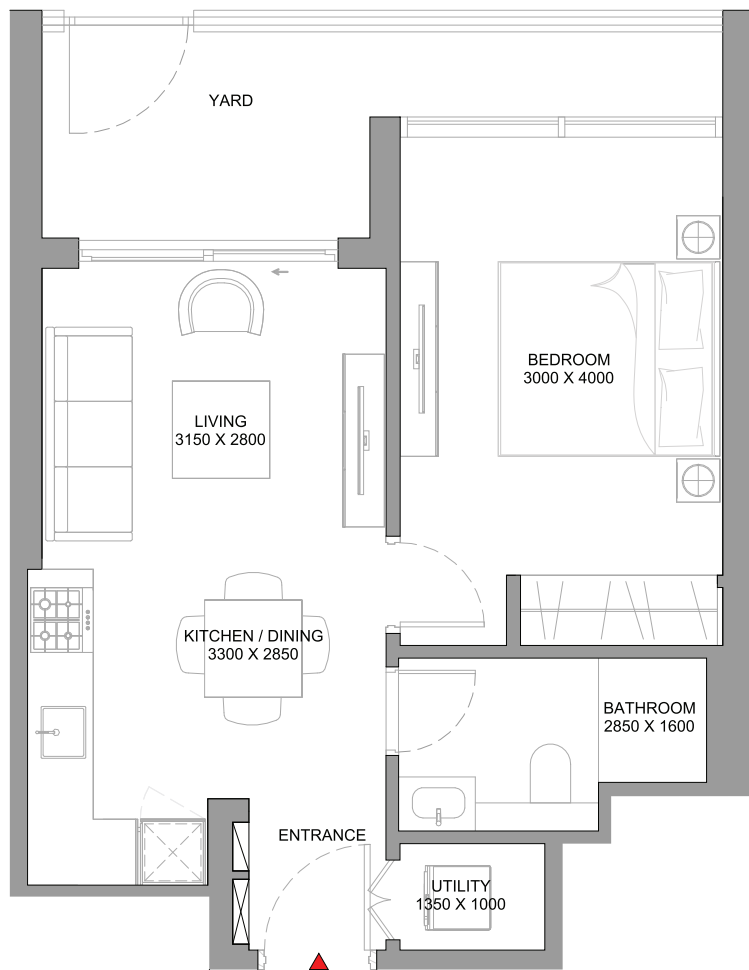 YARD
BEDROOM
3000 X 4000
LIVING
3150 X 2800
KITCHEN / DINING
3300 X 2850
BATHROOM
2850 X 1600
ENTRANCE
UTILITY
1350 X 1000